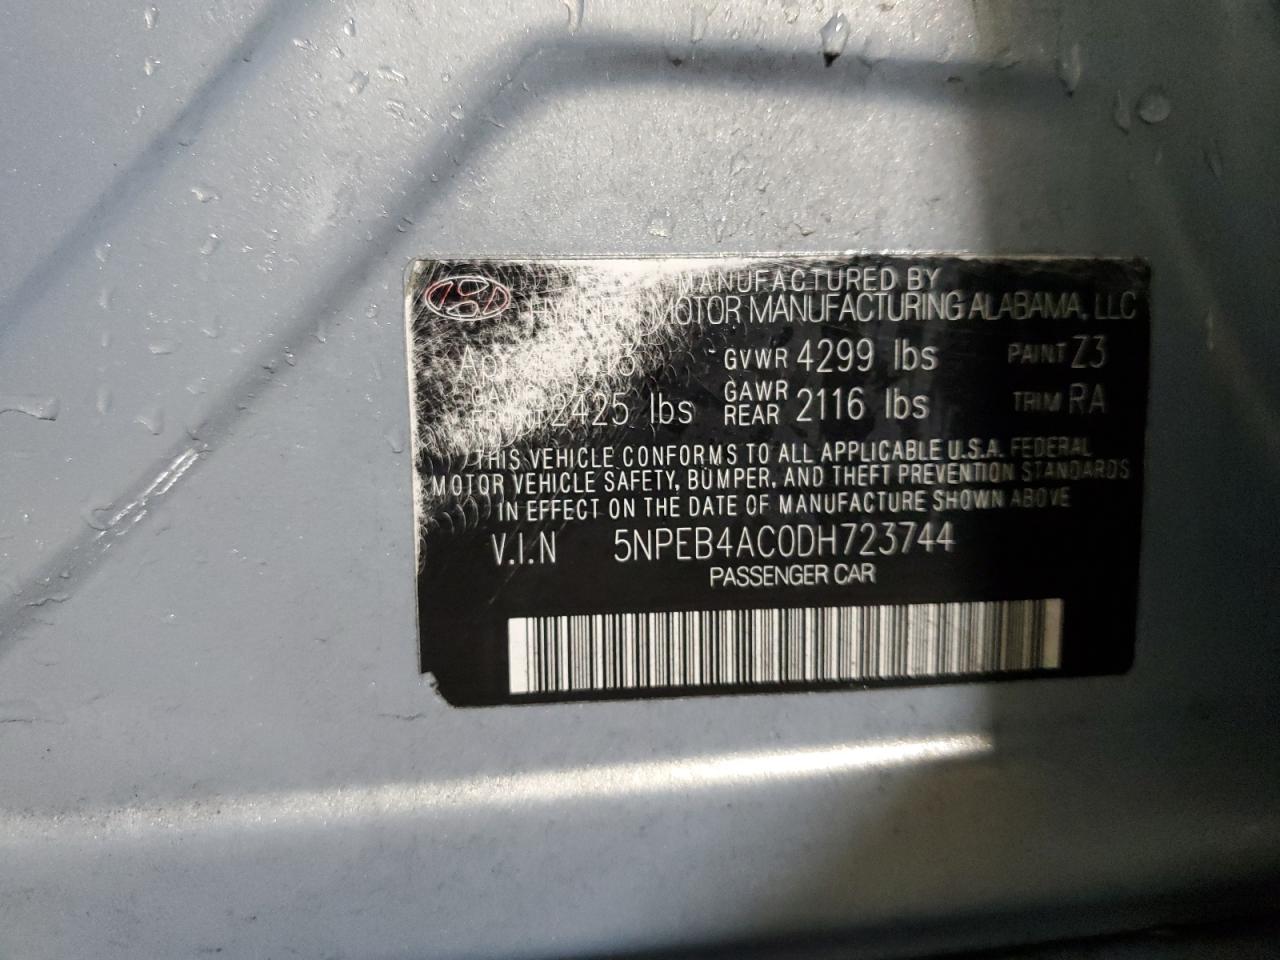 MANUFACTURED BY
MOTOR MANUFACTURING ALABAMA, LLC
GVWR 4299 lbs PAINT Z3
2425 lbs GAWR REAR 2116 lbs TRIM RA
THIS VEHICLE CONFORMS TO ALL APPLICABLE U.S.A. FEDERAL
MOTOR VEHICLE SAFETY, BUMPER, AND THEFT PREVENTION STANDARDS
IN EFFECT ON THE DATE OF MANUFACTURE SHOWN ABOVE
V.I.N 5NPEB4AC0DH723744
PASSENGER CAR